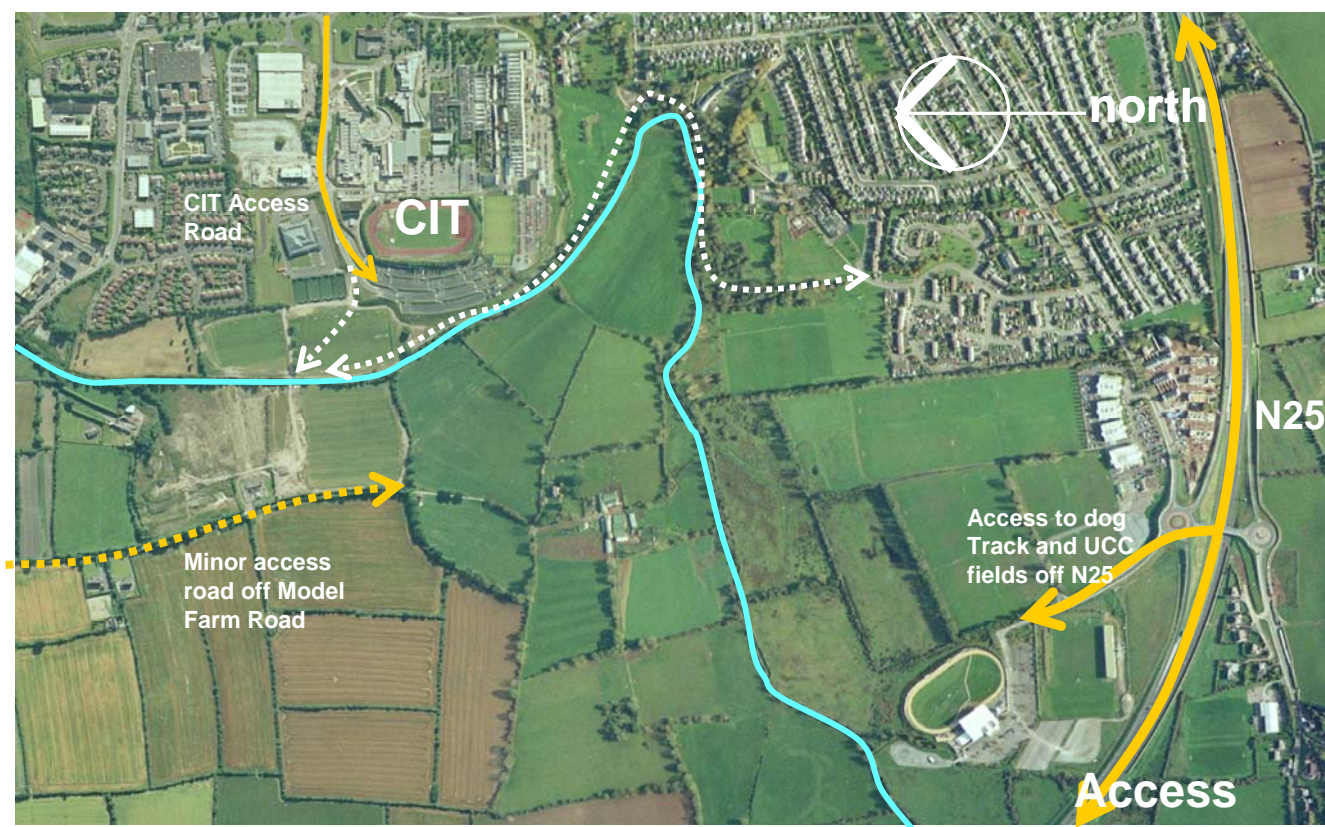 north
CIT Access
Road
CIT
N25
Access to dog
Track and UCC
fields off N25
Minor access
road off Model
Farm Road
Access